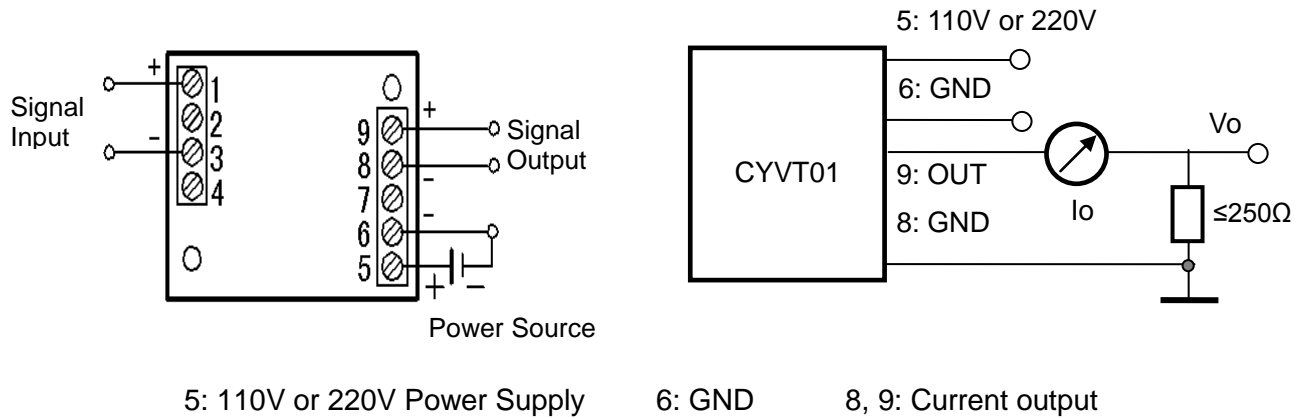 5: 110V or 220V
+
1
Signal
Input
2
-
3
4
+
9
Signal
8
Output
-
7
-
6
5
+ -
Power Source
6: GND
Vo
CYVT01
9: OUT
Io
≤250Ω
8: GND
5: 110V or 220V Power Supply 6: GND 8, 9: Current output